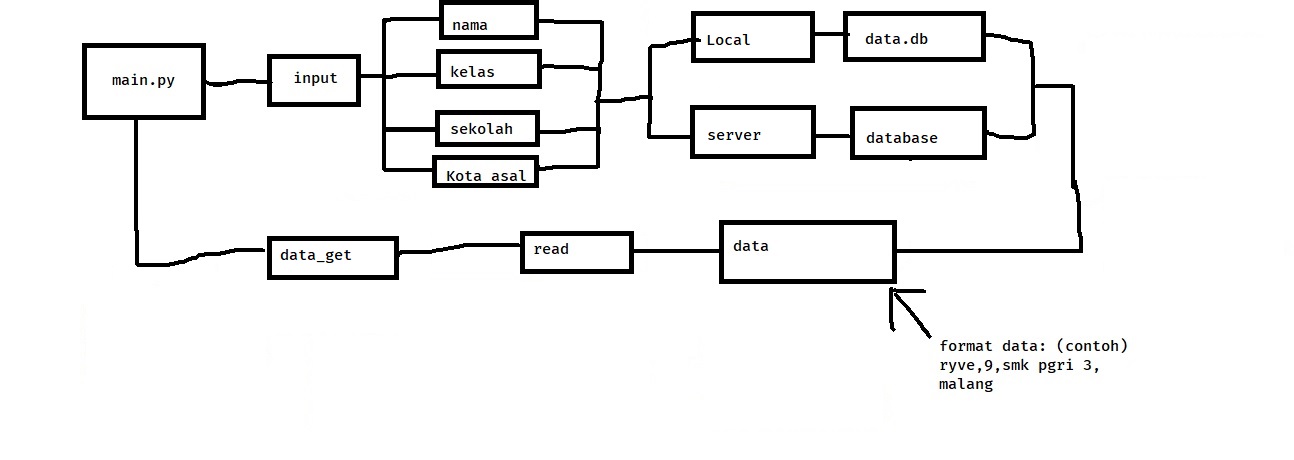 main.py
input
nama
kelas
sekolah
Kota asal
Local
data.db
server
database
data_get
read
data
format data: (contoh)
ryve,9,smk pgri 3,
malang